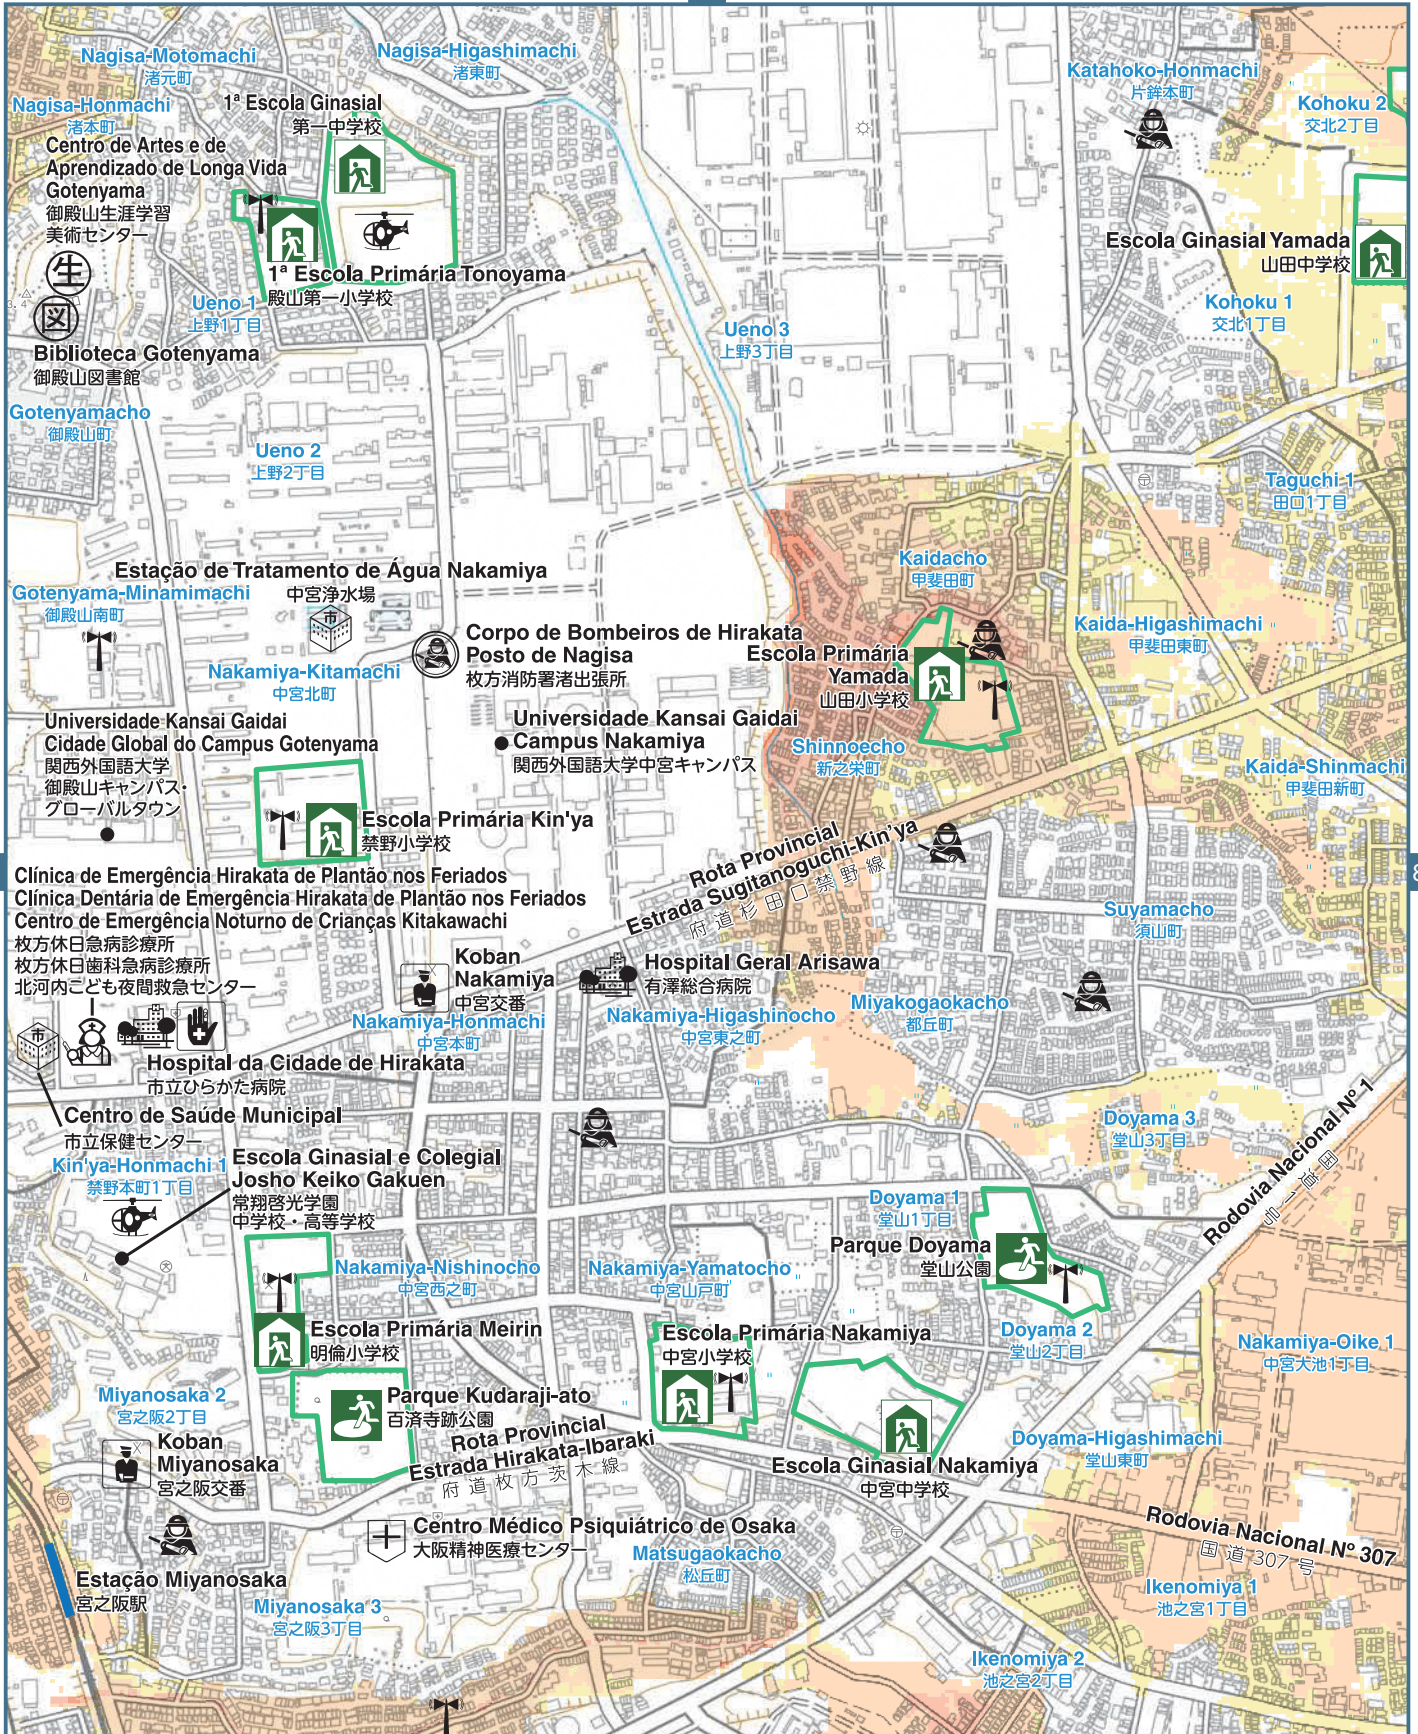 Nagisa-Motomachi
渚元町
Nagisa-Higashimachi
渚東町
Katahoko-Honmachi
片鉾本町
Kohoku 2
交北2丁目
Nagisa-Honmachi
渚本町
1ª Escola Ginasial
第一中学校
Centro de Artes e de
Aprendizado de Longa Vida
Gotenyama
御殿山生涯学習
美術センター
生
図
1ª Escola Primária Tonoyama
殿山第一小学校
Escola Ginasial Yamada
山田中学校
Ueno 1
上野1丁目
Kohoku 1
交北1丁目
Ueno 3
上野3丁目
Biblioteca Gotenyama
御殿山図書館
Gotenyamacho
御殿山町
Ueno 2
上野2丁目
Taguchi 1
田口1丁目
Kaidacho
甲斐田町
Estação de Tratamento de Água Nakamiya
中宮浄水場
市
Gotenyama-Minamimachi
御殿山南町
Corpo de Bombeiros de Hirakata
Posto de Nagisa
枚方消防署渚出張所
Kaida-Higashimachi
甲斐田東町
Escola Primária
Yamada
山田小学校
Nakamiya-Kitamachi
中宮北町
Universidade Kansai Gaidai
Cidade Global do Campus Gotenyama
関西外国語大学
御殿山キャンパス・
グローバルタウン
Universidade Kansai Gaidai
Campus Nakamiya
関西外国語大学中宮キャンパス
Shinnoecho
新之栄町
Kaida-Shinmachi
甲斐田新町
Escola Primária Kin'ya
禁野小学校
Rota Provincial
Estrada Sugitanoguchi-Kin'ya
府道杉田口禁野線
8
Clínica de Emergência Hirakata de Plantão nos Feriados
Clínica Dentária de Emergência Hirakata de Plantão nos Feriados
Centro de Emergência Noturno de Crianças Kitakawachi
枚方休日急病診療所
枚方休日歯科急病診療所
北河内こども夜間救急センター
Suyamacho
須山町
Koban
Nakamiya
中宮交番
Hospital Geral Arisawa
有澤総合病院
Miyakogaokacho
都丘町
Nakamiya-Honmachi
中宮本町
Nakamiya-Higashinocho
中宮東之町
市
Hospital da Cidade de Hirakata
市立ひらかた病院
Centro de Saúde Municipal
市立保健センター
Doyama 3
堂山3丁目
Rodovia Nacional Nº 1
国道1号
Kin'ya-Honmachi 1
禁野本町1丁目
Escola Ginasial e Colegial
Josho Keiko Gakuen
常翔啓光学園
中学校・高等学校
Doyama 1
堂山1丁目
Parque Doyama
堂山公園
Nakamiya-Nishinocho
中宮西之町
Nakamiya-Yamatocho
中宮山戸町
Escola Primária Meirin
明倫小学校
Escola Primária Nakamiya
中宮小学校
Doyama 2
堂山2丁目
Nakamiya-Oike 1
中宮大池1丁目
Miyanosaka 2
宮之阪2丁目
Parque Kudaraji-ato
百済寺跡公園
Koban
Miyanosaka
宮之阪交番
Rota Provincial
Estrada Hirakata-Ibaraki
府道枚方茨木線
Doyama-Higashimachi
堂山東町
Escola Ginasial Nakamiya
中宮中学校
Rodovia Nacional Nº 307
国道307号
Centro Médico Psiquiátrico de Osaka
大阪精神医療センター
Matsugaokacho
松丘町
Estação Miyanosaka
宮之阪駅
Miyanosaka 3
宮之阪3丁目
Ikenomiya 1
池之宮1丁目
Ikenomiya 2
池之宮2丁目